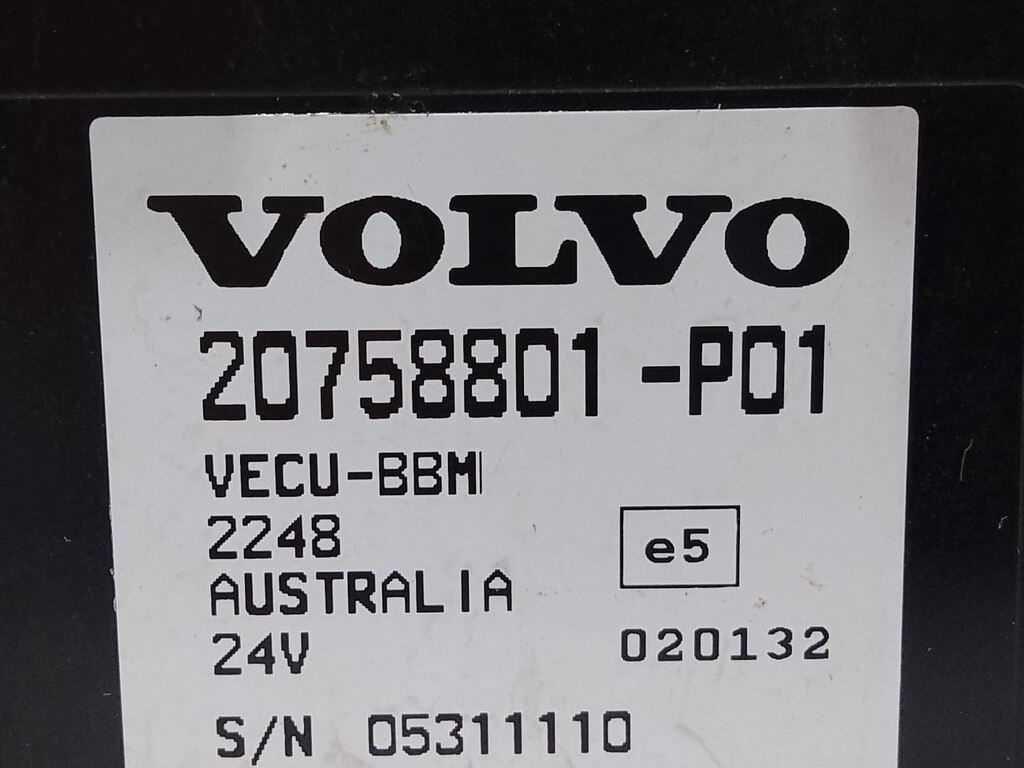 VOLVO
20758801-P01
VECU-BBM
2248
e5
AUSTRALIA
24V
020132
S/N 05311110